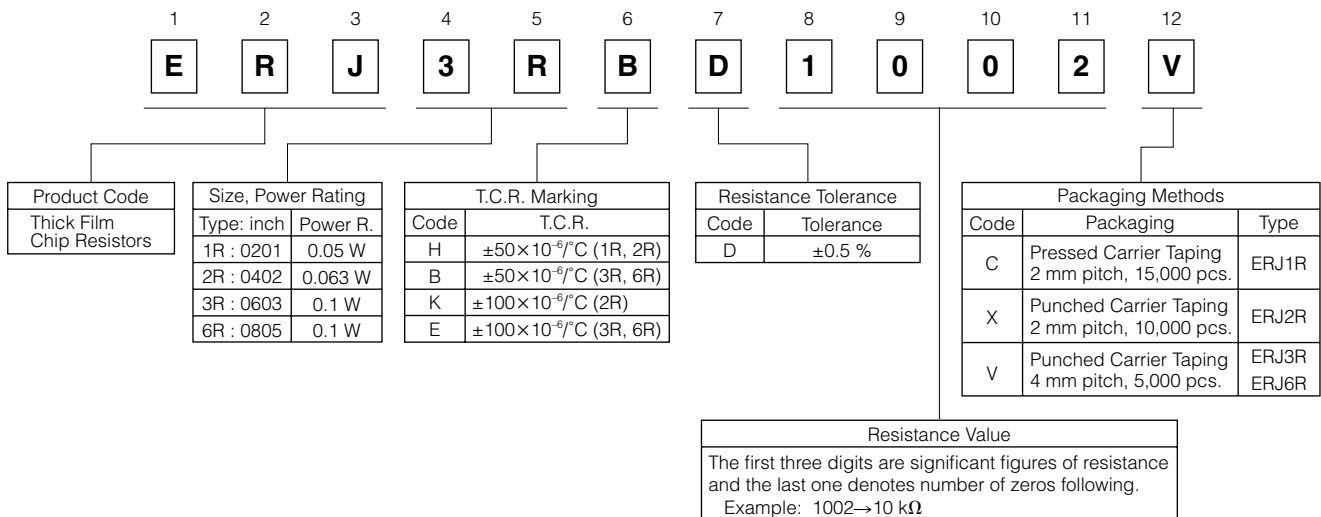 1 2 3 4 5 6 7 8 9 10 11 12
E R J 3 R B D 1 0 0 2 V
Product Code
Thick Film
Chip Resistors
Size, Power Rating
Type: inch Power R.
1R : 0201 0.05 W
2R : 0402 0.063 W
3R : 0603 0.1 W
6R : 0805 0.1 W
T.C.R. Marking
Code T.C.R.
H ±50×10⁻⁶/°C (1R, 2R)
B ±50×10⁻⁶/°C (3R, 6R)
K ±100×10⁻⁶/°C (2R)
E ±100×10⁻⁶/°C (3R, 6R)
Resistance Tolerance
Code Tolerance
D ±0.5 %
Packaging Methods
Code Packaging Type
C Pressed Carrier Taping
2 mm pitch, 15,000 pcs. ERJ1R
X Punched Carrier Taping
2 mm pitch, 10,000 pcs. ERJ2R
V Punched Carrier Taping ERJ3R
4 mm pitch, 5,000 pcs. ERJ6R
Resistance Value
The first three digits are significant figures of resistance
and the last one denotes number of zeros following.
Example: 1002→10 kΩ